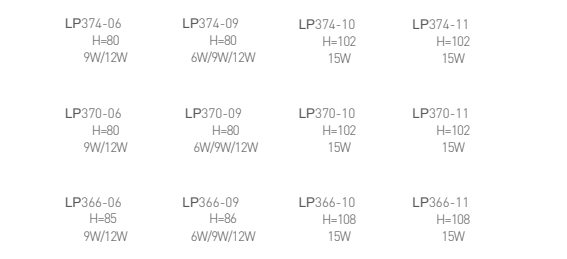 LP374-06 LP374-09 LP374-10 LP374-11
H=80 H=80 H=102 H=102
9W/12W 6W/9W/12W 15W 15W
LP370-06 LP370-09 LP370-10 LP370-11
H=80 H=80 H=102 H=102
9W/12W 6W/9W/12W 15W 15W
LP366-06 LP366-09 LP366-10 LP366-11
H=85 H=86 H=108 H=108
9W/12W 6W/9W/12W 15W 15W